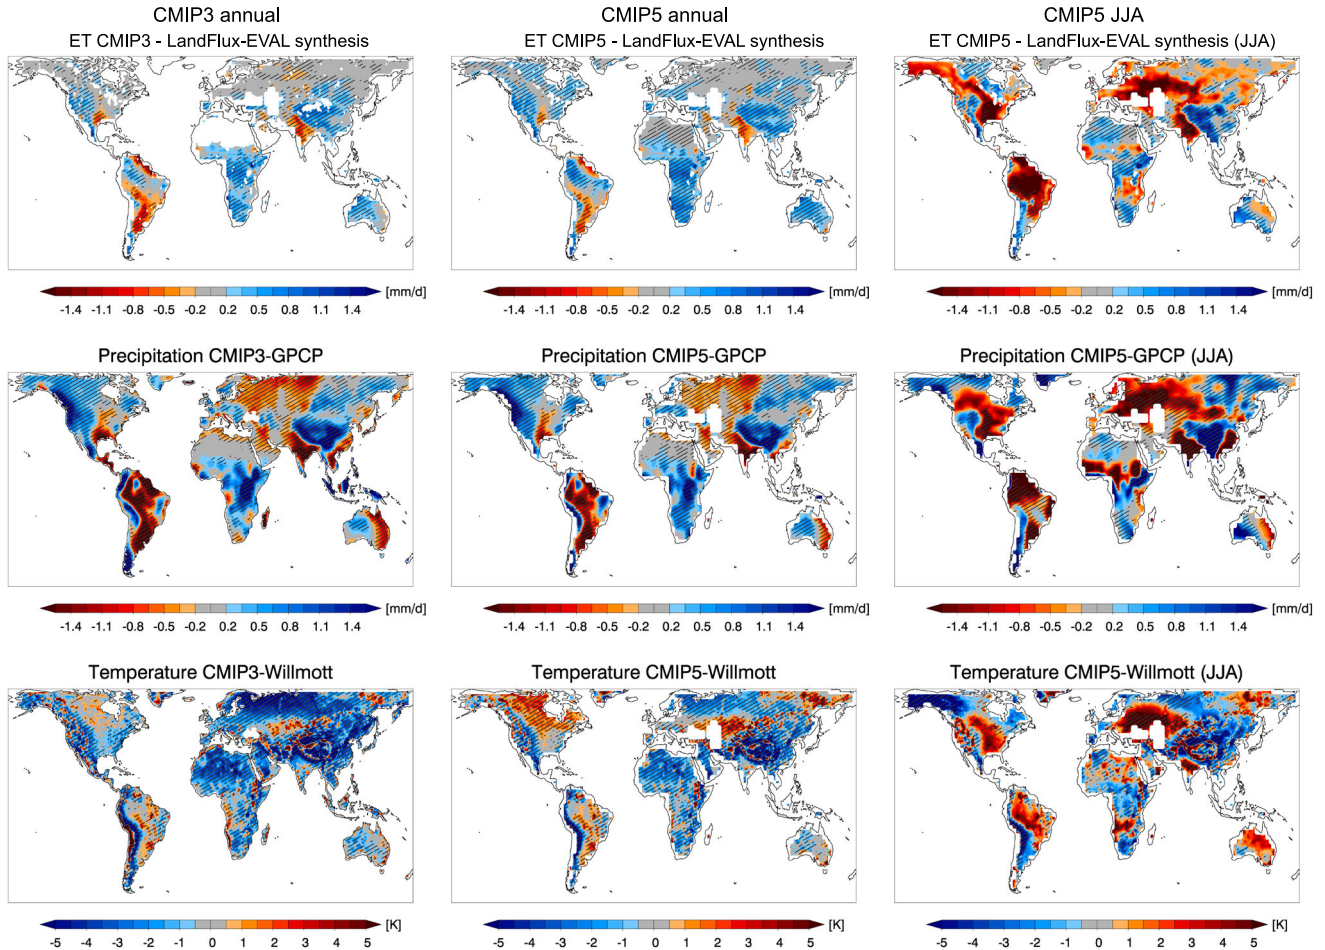 CMIP3 annual
CMIP5 annual
CMIP5 JJA
ET CMIP3 - LandFlux-EVAL synthesis
ET CMIP5 - LandFlux-EVAL synthesis
ET CMIP5 - LandFlux-EVAL synthesis (JJA)
[mm/d]
-1.4 -1.1 -0.8 -0.5 -0.2 0.2 0.5 0.8 1.1 1.4
[mm/d]
-1.4 -1.1 -0.8 -0.5 -0.2 0.2 0.5 0.8 1.1 1.4
[mm/d]
-1.4 -1.1 -0.8 -0.5 -0.2 0.2 0.5 0.8 1.1 1.4
Precipitation CMIP3-GPCP
Precipitation CMIP5-GPCP
Precipitation CMIP5-GPCP (JJA)
[mm/d]
-1.4 -1.1 -0.8 -0.5 -0.2 0.2 0.5 0.8 1.1 1.4
[mm/d]
-1.4 -1.1 -0.8 -0.5 -0.2 0.2 0.5 0.8 1.1 1.4
[mm/d]
-1.4 -1.1 -0.8 -0.5 -0.2 0.2 0.5 0.8 1.1 1.4
Temperature CMIP3-Willmott
Temperature CMIP5-Willmott
Temperature CMIP5-Willmott (JJA)
[K]
-5 -4 -3 -2 -1 0 1 2 3 4 5
[K]
-5 -4 -3 -2 -1 0 1 2 3 4 5
[K]
-5 -4 -3 -2 -1 0 1 2 3 4 5